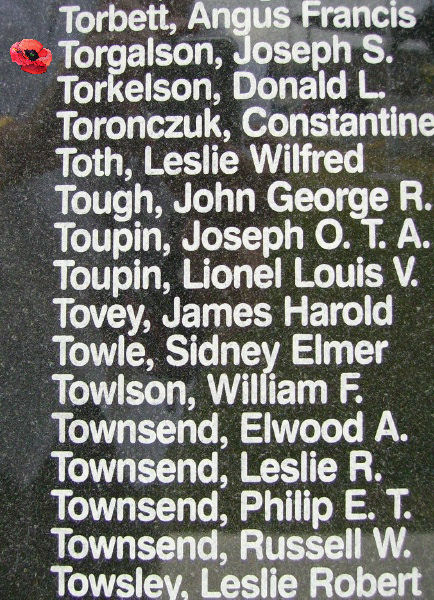 Torbett, Angus Francis
Torgalson, Joseph S.
Torkelson, Donald L.
Toronczuk, Constantine
Toth, Leslie Wilfred
Tough, John George R.
Toupin, Joseph O. T. A.
Toupin, Lionel Louis V.
Tovey, James Harold
Towle, Sidney Elmer
Towlson, William F.
Townsend, Elwood A.
Townsend, Leslie R.
Townsend, Philip E. T.
Townsend, Russell W.
Towsley, Leslie Robert